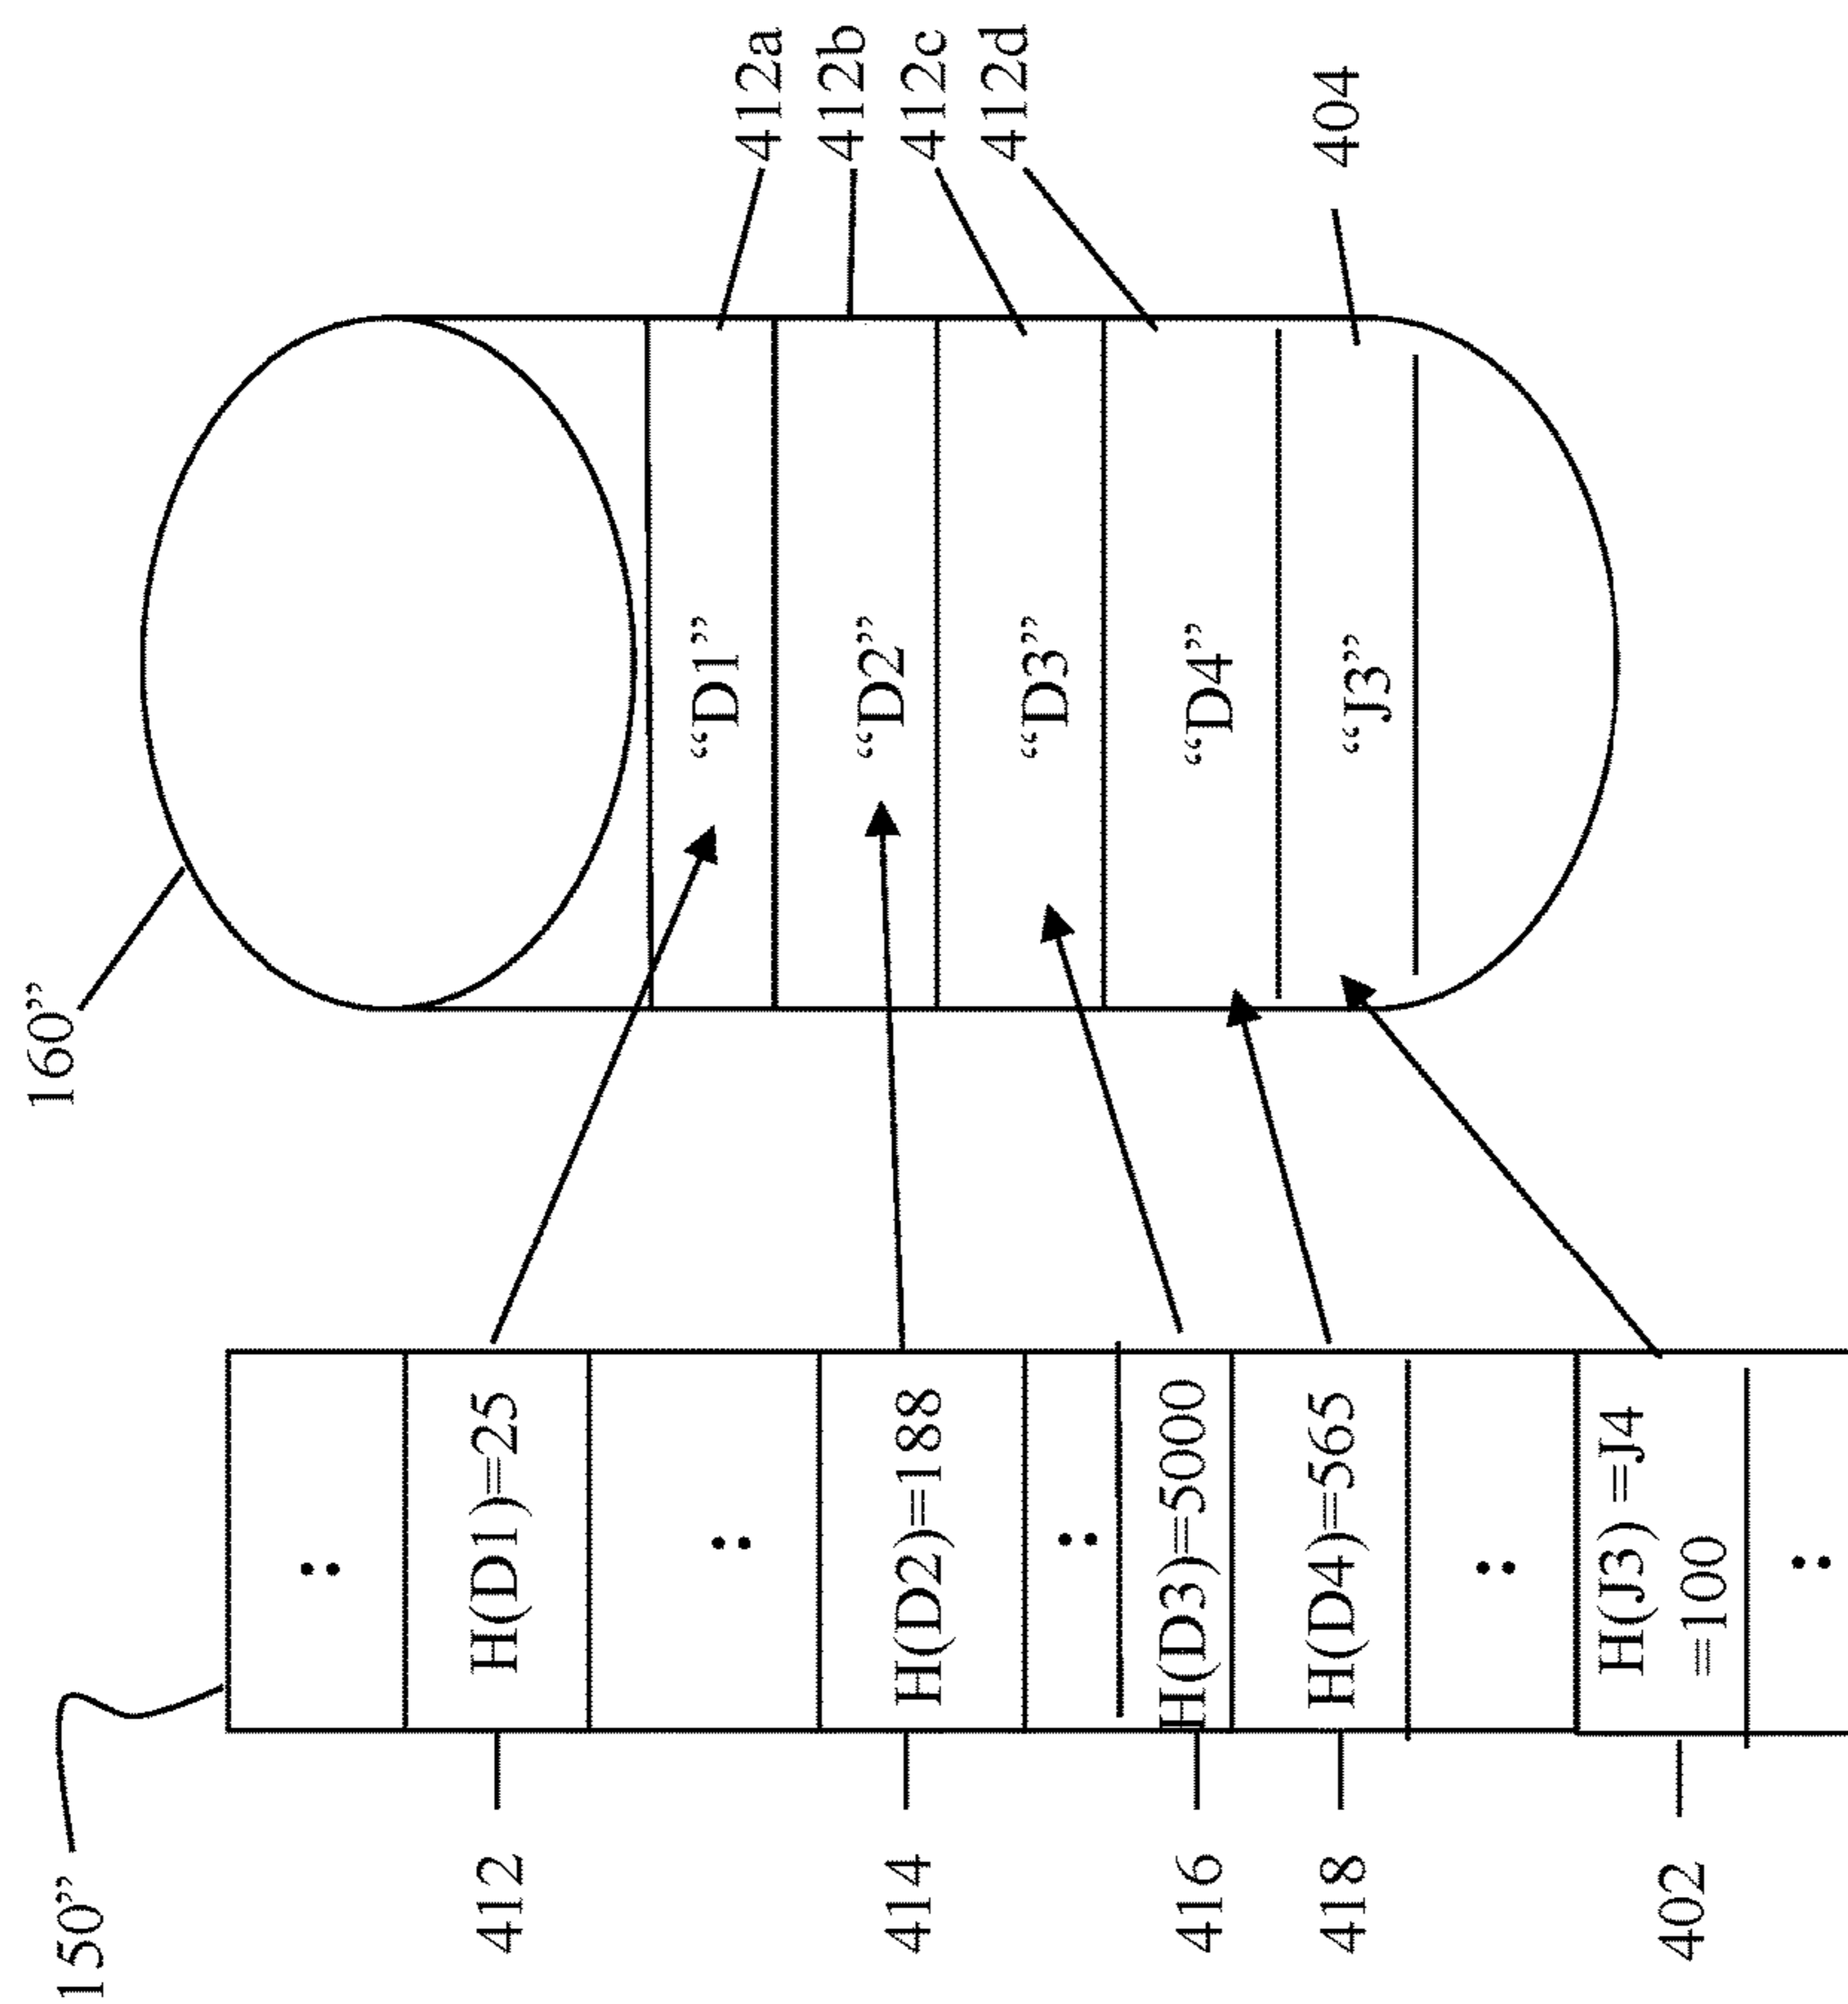 150”
160”
412
H(D1)=25
“D1”
412a
412b
414
H(D2)=188
“D2”
412c
412d
416
H(D3)=5000
“D3”
418
H(D4)=565
“D4”
404
402
H(J3) =J4
=100
“J3”